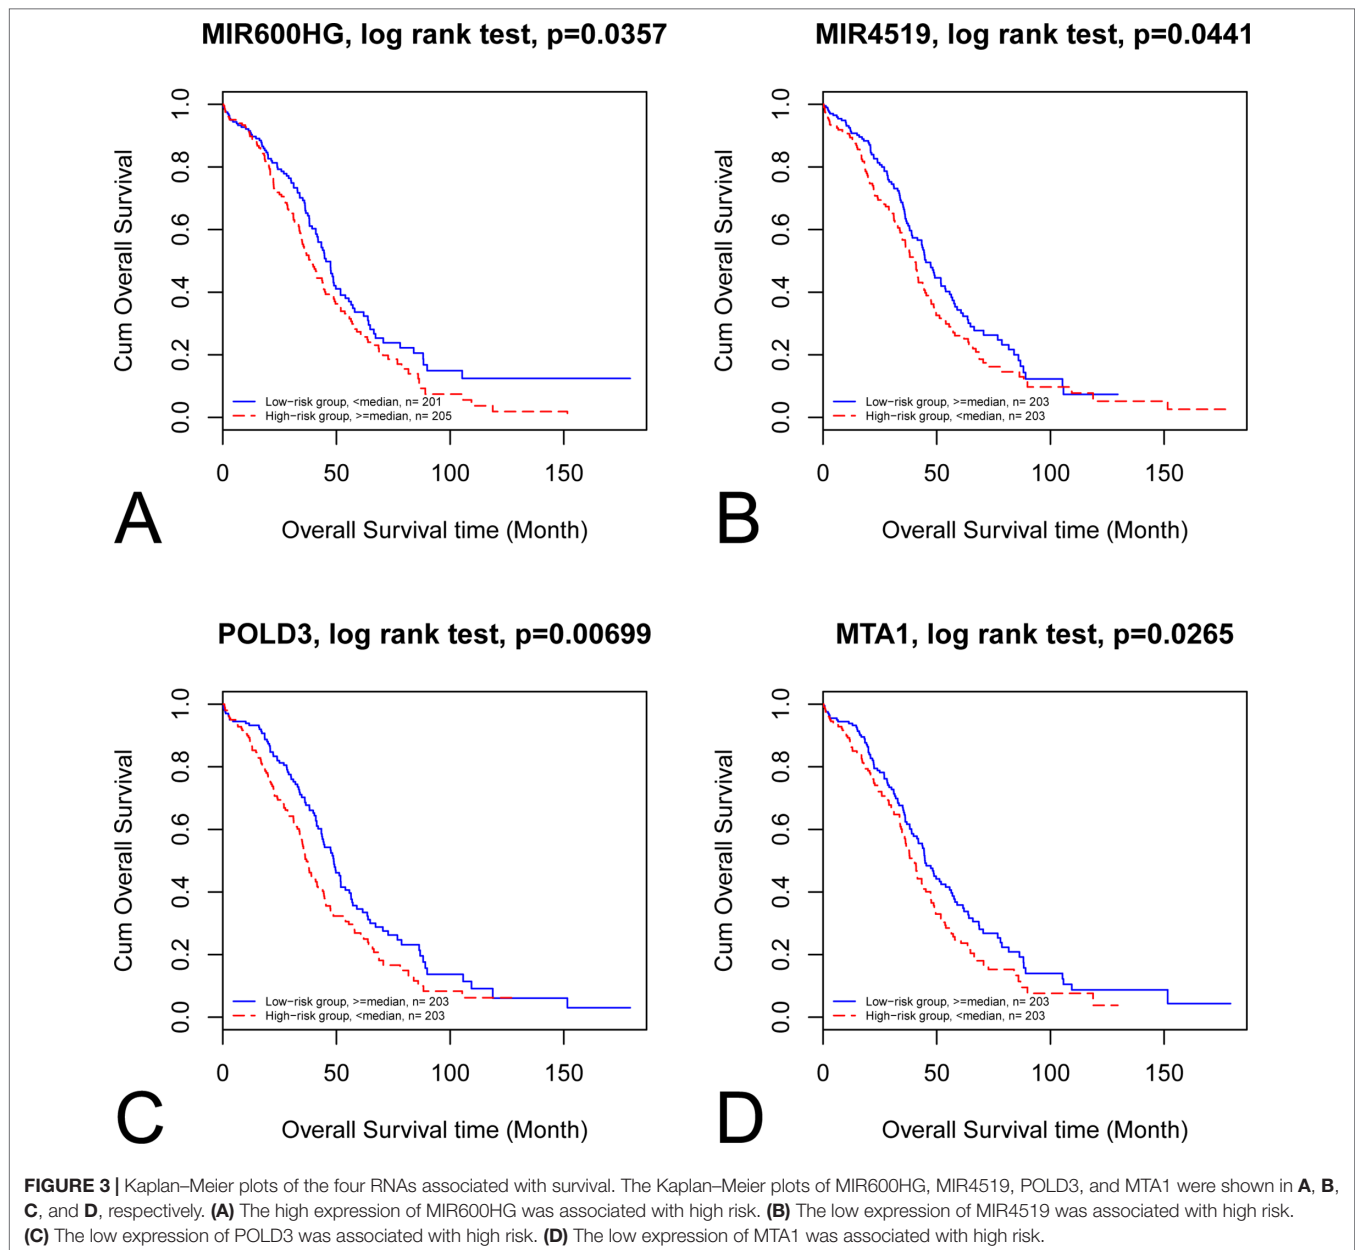 MIR600HG, log rank test, p=0.0357
Cum Overall Survival
1.0
0.8
0.6
0.4
0.2
0.0
Low−risk group, <median, n= 201
High−risk group, >=median, n= 205
0 50 100 150
Overall Survival time (Month)
A
MIR4519, log rank test, p=0.0441
Cum Overall Survival
1.0
0.8
0.6
0.4
0.2
0.0
Low−risk group, >=median, n= 203
High−risk group, <median, n= 203
0 50 100 150
Overall Survival time (Month)
B
POLD3, log rank test, p=0.00699
Cum Overall Survival
1.0
0.8
0.6
0.4
0.2
0.0
Low−risk group, >=median, n= 203
High−risk group, <median, n= 203
0 50 100 150
Overall Survival time (Month)
C
MTA1, log rank test, p=0.0265
Cum Overall Survival
1.0
0.8
0.6
0.4
0.2
0.0
Low−risk group, >=median, n= 203
High−risk group, <median, n= 203
0 50 100 150
Overall Survival time (Month)
D
FIGURE 3 | Kaplan–Meier plots of the four RNAs associated with survival. The Kaplan–Meier plots of MIR600HG, MIR4519, POLD3, and MTA1 were shown in A, B,
C, and D, respectively. (A) The high expression of MIR600HG was associated with high risk. (B) The low expression of MIR4519 was associated with high risk.
(C) The low expression of POLD3 was associated with high risk. (D) The low expression of MTA1 was associated with high risk.